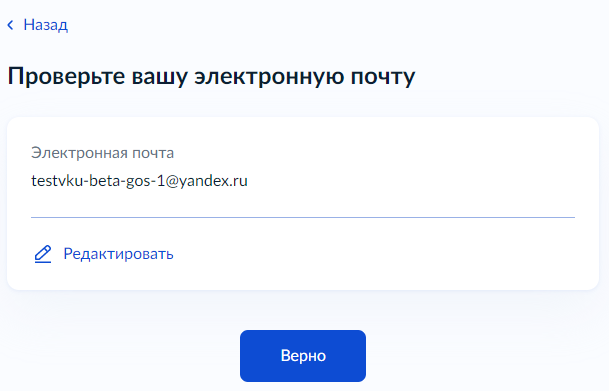 Назад
Проверьте вашу электронную почту
Электронная почта
testvku-beta-gos-1@yandex.ru
Редактировать
Верно